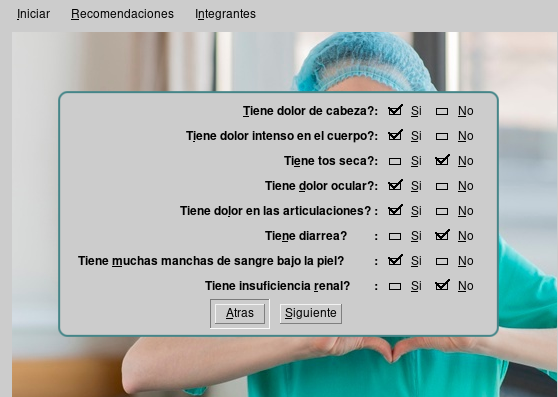 Iniciar Recomendaciones Integrantes
Tiene dolor de cabeza?: Si No
Tiene dolor intenso en el cuerpo?: Si No
Tiene tos seca?: Si No
Tiene dolor ocular?: Si No
Tiene dolor en las articulaciones? : Si No
Tiene diarrea? : Si No
Tiene muchas manchas de sangre bajo la piel? : Si No
Tiene insuficiencia renal? : Si No
Atras Siguiente